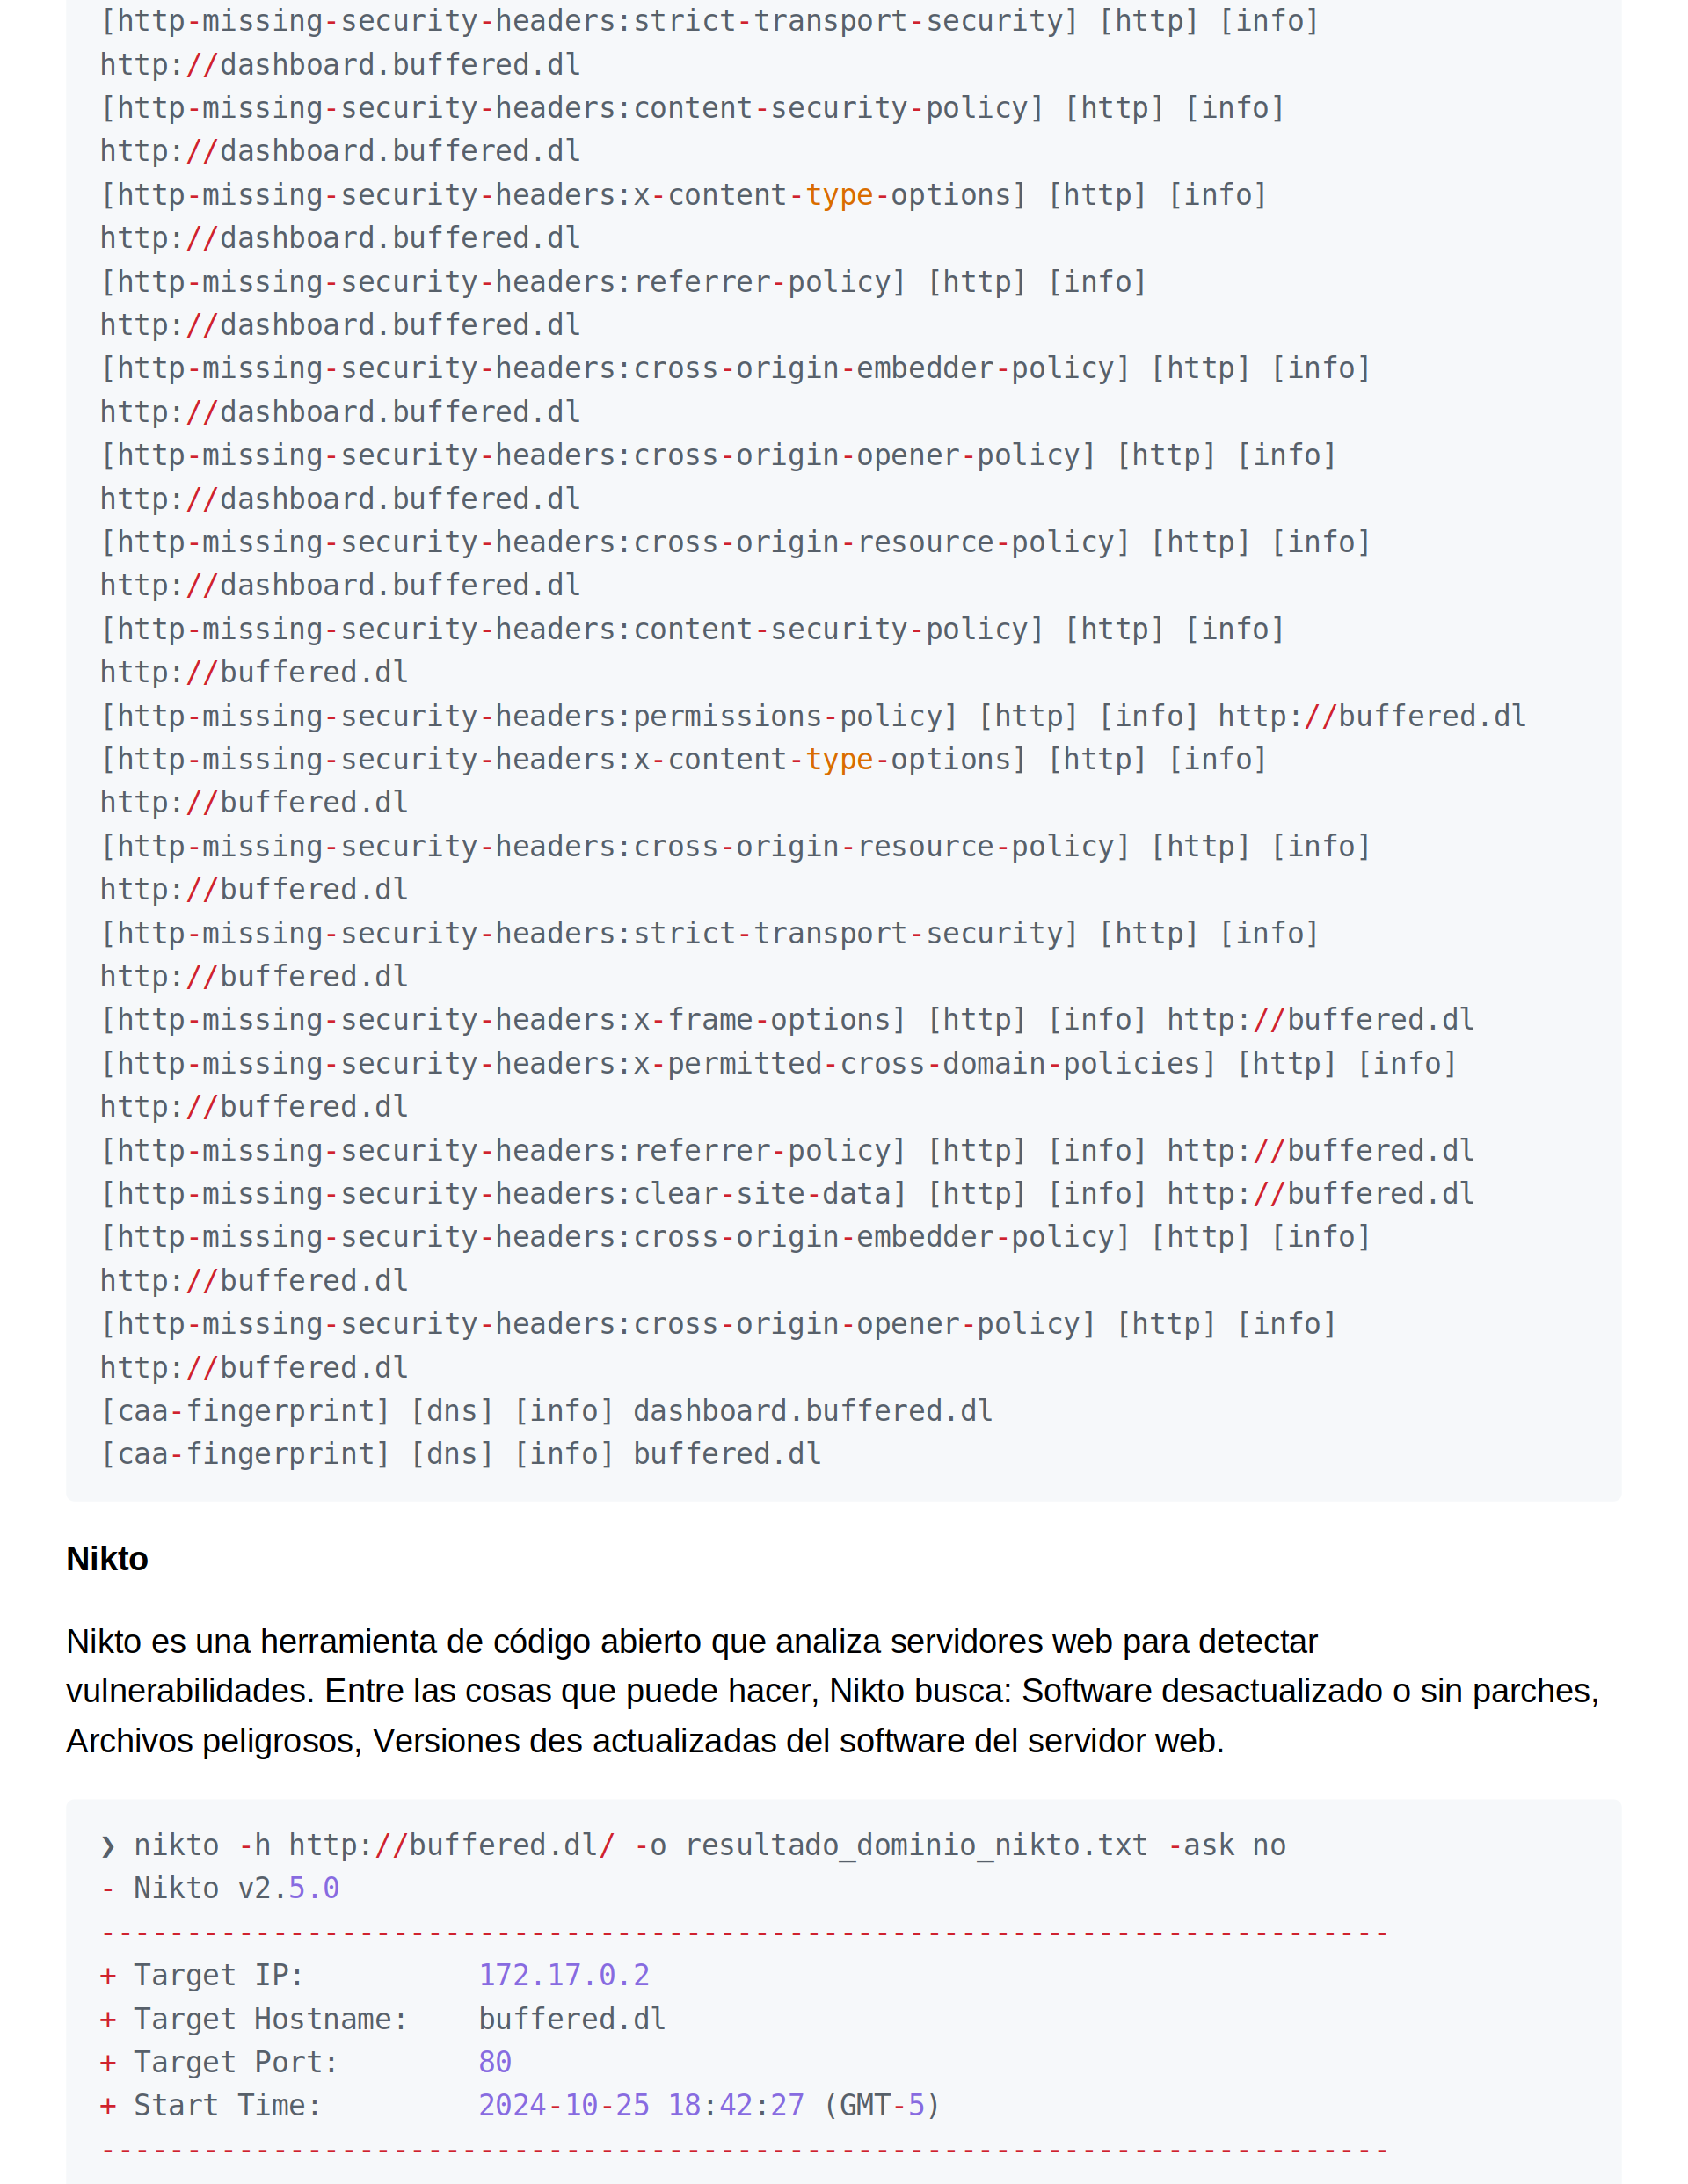 [http-missing-security-headers:strict-transport-security] [http] [info]
http://dashboard.buffered.dl
[http-missing-security-headers:content-security-policy] [http] [info]
http://dashboard.buffered.dl
[http-missing-security-headers:x-content-type-options] [http] [info]
http://dashboard.buffered.dl
[http-missing-security-headers:referrer-policy] [http] [info]
http://dashboard.buffered.dl
[http-missing-security-headers:cross-origin-embedder-policy] [http] [info]
http://dashboard.buffered.dl
[http-missing-security-headers:cross-origin-opener-policy] [http] [info]
http://dashboard.buffered.dl
[http-missing-security-headers:cross-origin-resource-policy] [http] [info]
http://dashboard.buffered.dl
[http-missing-security-headers:content-security-policy] [http] [info]
http://buffered.dl
[http-missing-security-headers:permissions-policy] [http] [info] http://buffered.dl
[http-missing-security-headers:x-content-type-options] [http] [info]
http://buffered.dl
[http-missing-security-headers:cross-origin-resource-policy] [http] [info]
http://buffered.dl
[http-missing-security-headers:strict-transport-security] [http] [info]
http://buffered.dl
[http-missing-security-headers:x-frame-options] [http] [info] http://buffered.dl
[http-missing-security-headers:x-permitted-cross-domain-policies] [http] [info]
http://buffered.dl
[http-missing-security-headers:referrer-policy] [http] [info] http://buffered.dl
[http-missing-security-headers:clear-site-data] [http] [info] http://buffered.dl
[http-missing-security-headers:cross-origin-embedder-policy] [http] [info]
http://buffered.dl
[http-missing-security-headers:cross-origin-opener-policy] [http] [info]
http://buffered.dl
[caa-fingerprint] [dns] [info] dashboard.buffered.dl
[caa-fingerprint] [dns] [info] buffered.dl
Nikto
Nikto es una herramienta de código abierto que analiza servidores web para detectar
vulnerabilidades. Entre las cosas que puede hacer, Nikto busca: Software desactualizado o sin parches,
Archivos peligrosos, Versiones des actualizadas del software del servidor web.
❯ nikto -h http://buffered.dl/ -o resultado_dominio_nikto.txt -ask no
- Nikto v2.5.0
---------------------------------------------------------------------------
+ Target IP:          172.17.0.2
+ Target Hostname:    buffered.dl
+ Target Port:        80
+ Start Time:         2024-10-25 18:42:27 (GMT-5)
---------------------------------------------------------------------------